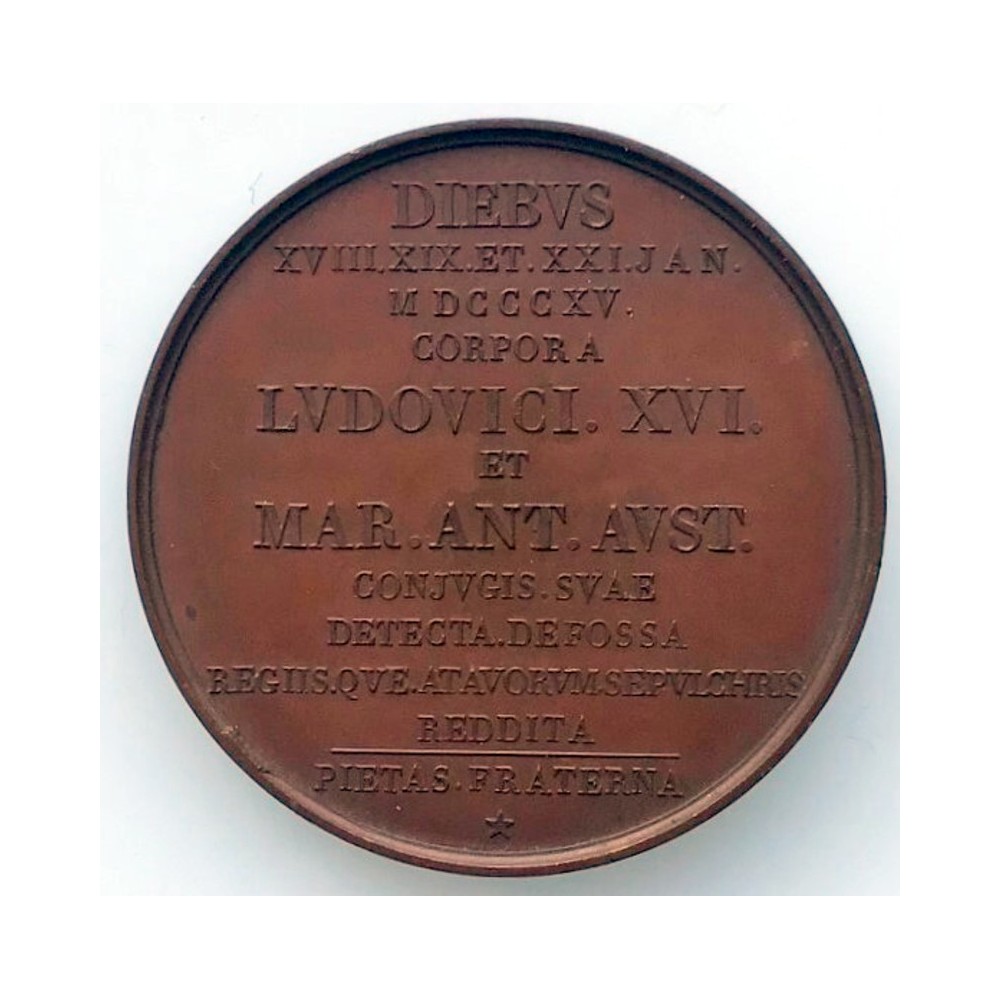 DIEBVS
XVIII.XIX.ET.XXI.JAN.
MDCCCXV.
CORPORA
LVDOVICI. XVI.
ET
MAR.ANT.AVST.
CONJVGIS.SVAE
DETECTA.DEFOSSA
REGIIS.QVE.ATAVORVM.SEPVLCHRIS
REDDITA
PIETAS.FRATERNA